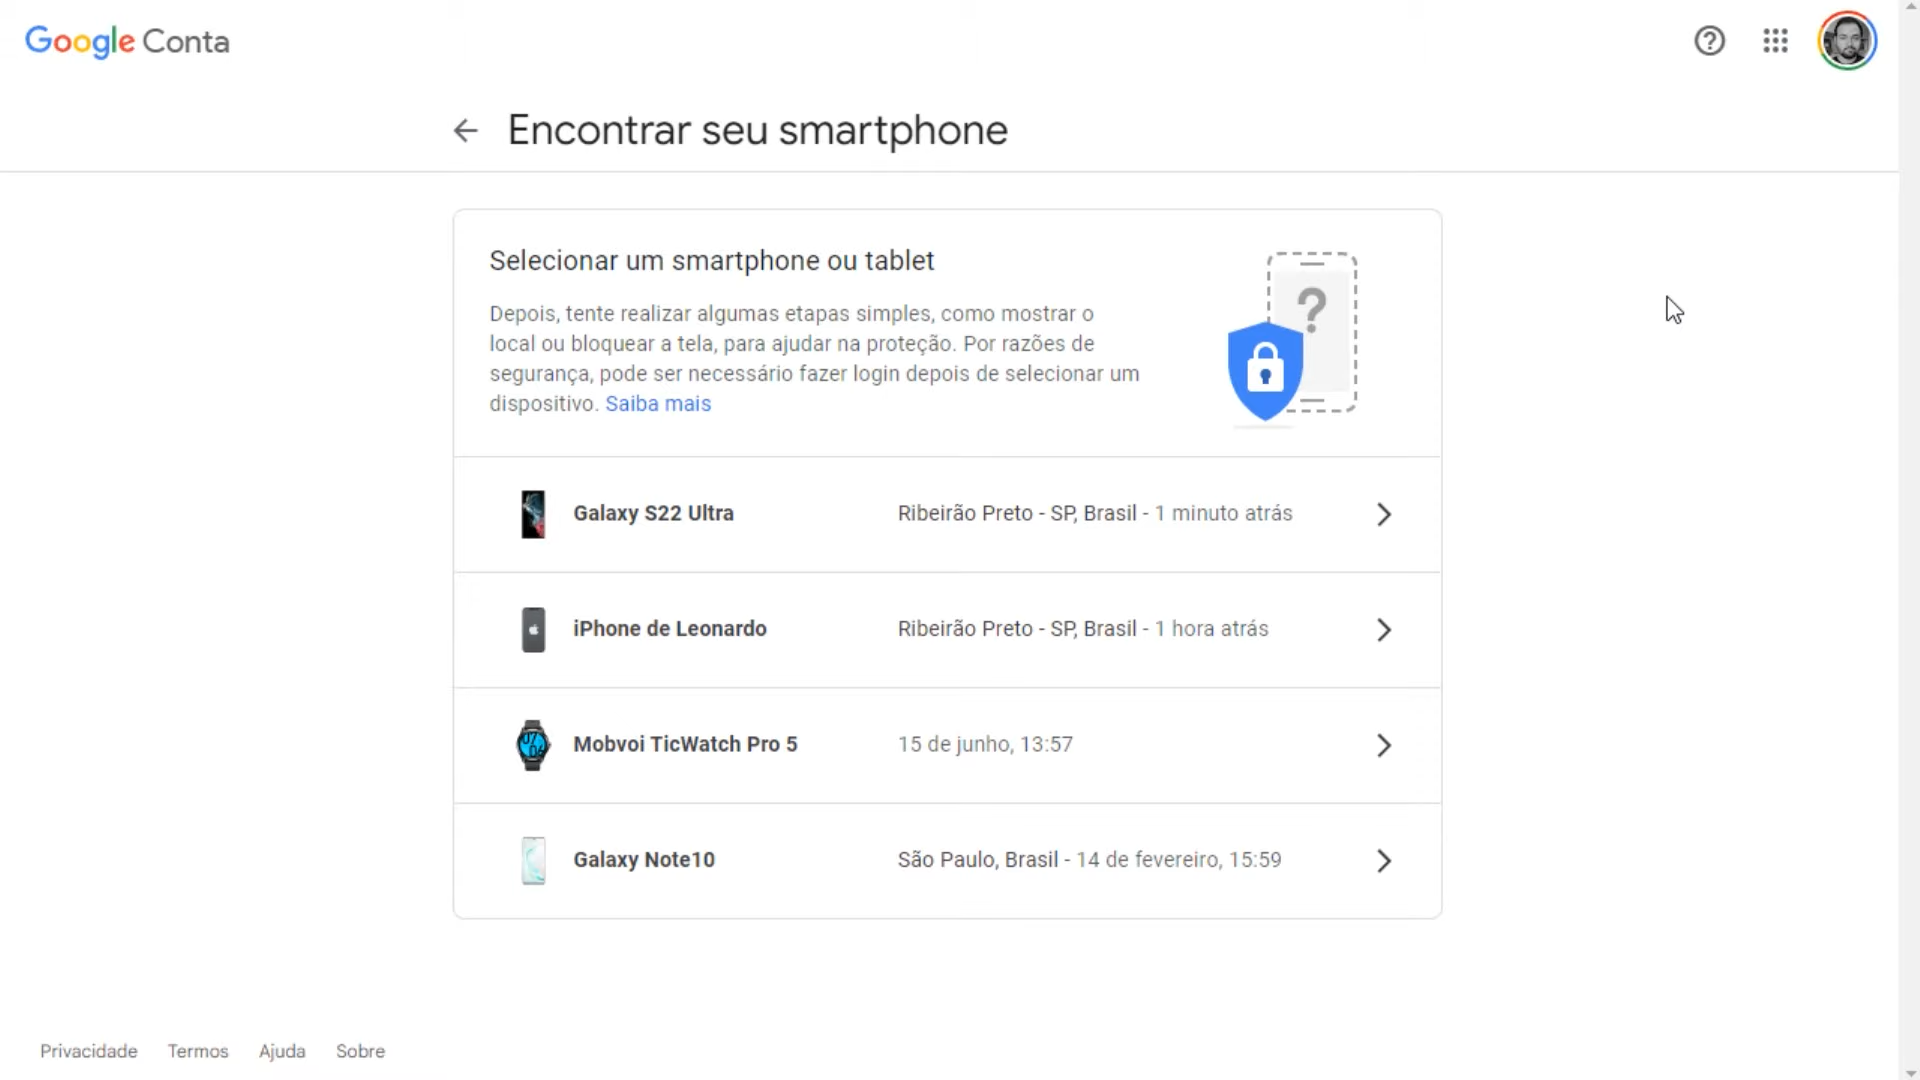 Google Conta
Encontrar seu smartphone
Selecionar um smartphone ou tablet
Depois, tente realizar algumas etapas simples, como mostrar o
local ou bloquear a tela, para ajudar na proteção. Por razões de
segurança, pode ser necessário fazer login depois de selecionar um
dispositivo. Saiba mais
?
Galaxy S22 Ultra Ribeirão Preto - SP, Brasil - 1 minuto atrás
iPhone de Leonardo Ribeirão Preto - SP, Brasil - 1 hora atrás
Mobvoi TicWatch Pro 5 15 de junho, 13:57
Galaxy Note10 São Paulo, Brasil - 14 de fevereiro, 15:59
Privacidade Termos Ajuda Sobre